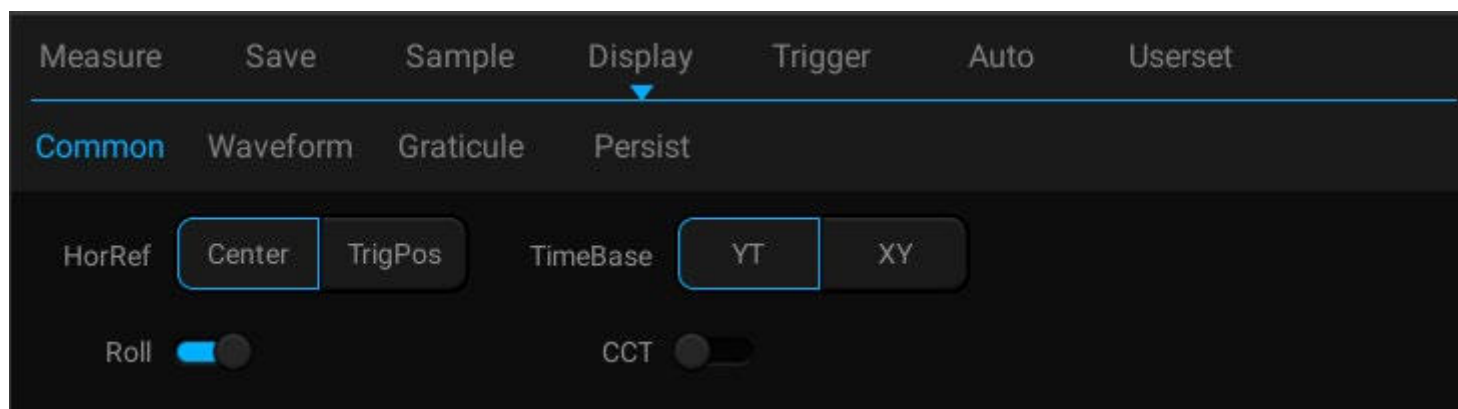 Measure Save Sample Display Trigger Auto Userset
Common Waveform Graticule Persist
HorRef Center TrigPos TimeBase YT XY
Roll CCT